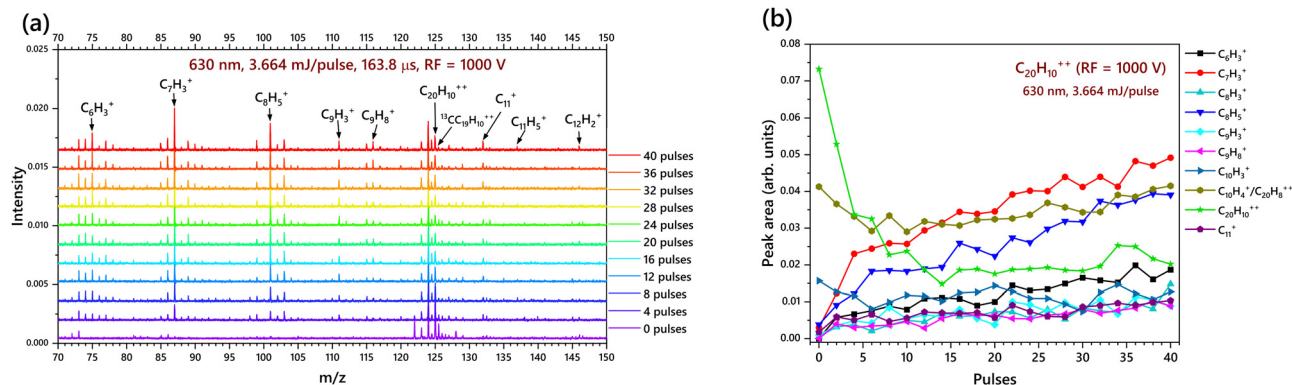 (a)
70 75 80 85 90 95 100 105 110 115 120 125 130 135 140 145 150
0.025
0.020
0.015
0.010
0.005
0.000
Intensity
630 nm, 3.664 mJ/pulse, 163.8 μs, RF = 1000 V
C₆H₃⁺
C₇H₃⁺
C₈H₅⁺
C₉H₃⁺
C₉H₈⁺
C₂₀H₁₀⁺⁺
¹³CC₁₉H₁₀⁺⁺
C₁₁⁺
C₁₁H₅⁺
C₁₂H₂⁺
40 pulses
36 pulses
32 pulses
28 pulses
24 pulses
20 pulses
16 pulses
12 pulses
8 pulses
4 pulses
0 pulses
70 75 80 85 90 95 100 105 110 115 120 125 130 135 140 145 150
m/z
(b)
0.08
0.07
0.06
0.05
0.04
0.03
0.02
0.01
0.00
Peak area (arb. units)
C₂₀H₁₀⁺⁺ (RF = 1000 V)
630 nm, 3.664 mJ/pulse
0 5 10 15 20 25 30 35 40
Pulses
C₆H₃⁺
C₇H₃⁺
C₈H₃⁺
C₈H₅⁺
C₉H₃⁺
C₉H₈⁺
C₁₀H₃⁺
C₁₀H₄⁺/C₂₀H₈⁺⁺
C₂₀H₁₀⁺⁺
C₁₁⁺